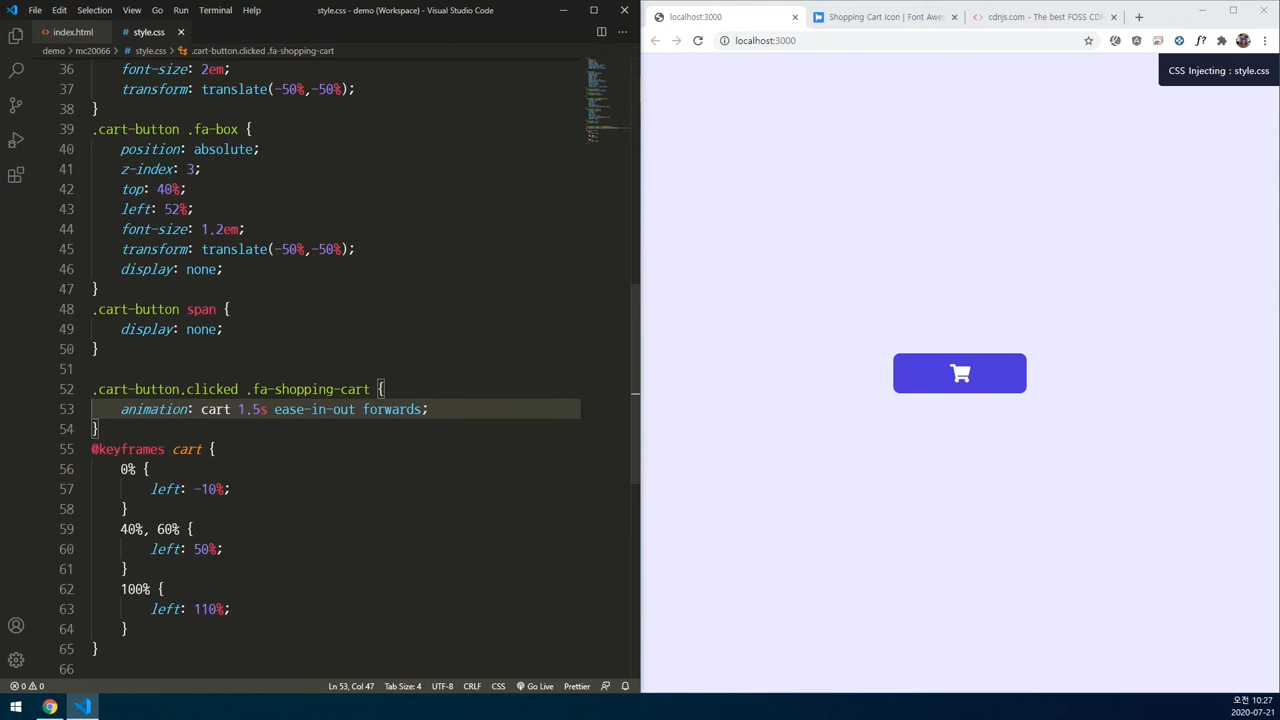 File Edit Selection View Go Run Terminal Help
style.css - demo (Workspace) - Visual Studio Code
index.html
style.css
demo > mc20066 > style.css > .cart-button.clicked .fa-shopping-cart
36 font-size: 2em;
37 transform: translate(-50%,-50%);
38 }
39 .cart-button .fa-box {
40 position: absolute;
41 z-index: 3;
42 top: 40%;
43 left: 52%;
44 font-size: 1.2em;
45 transform: translate(-50%,-50%);
46 display: none;
47 }
48 .cart-button span {
49 display: none;
50 }
51
52 .cart-button.clicked .fa-shopping-cart {
53 animation: cart 1.5s ease-in-out forwards;
54 }
55 @keyframes cart {
56 0% {
57 left: -10%;
58 }
59 40%, 60% {
60 left: 50%;
61 }
62 100% {
63 left: 110%;
64 }
65 }
66
0 0
Ln 53, Col 47 Tab Size: 4 UTF-8 CRLF CSS Go Live Prettier
localhost:3000
Shopping Cart Icon | Font Awes
cdnjs.com - The best FOSS CDN
localhost:3000
CSS Injecting : style.css
오전 10:27
2020-07-21